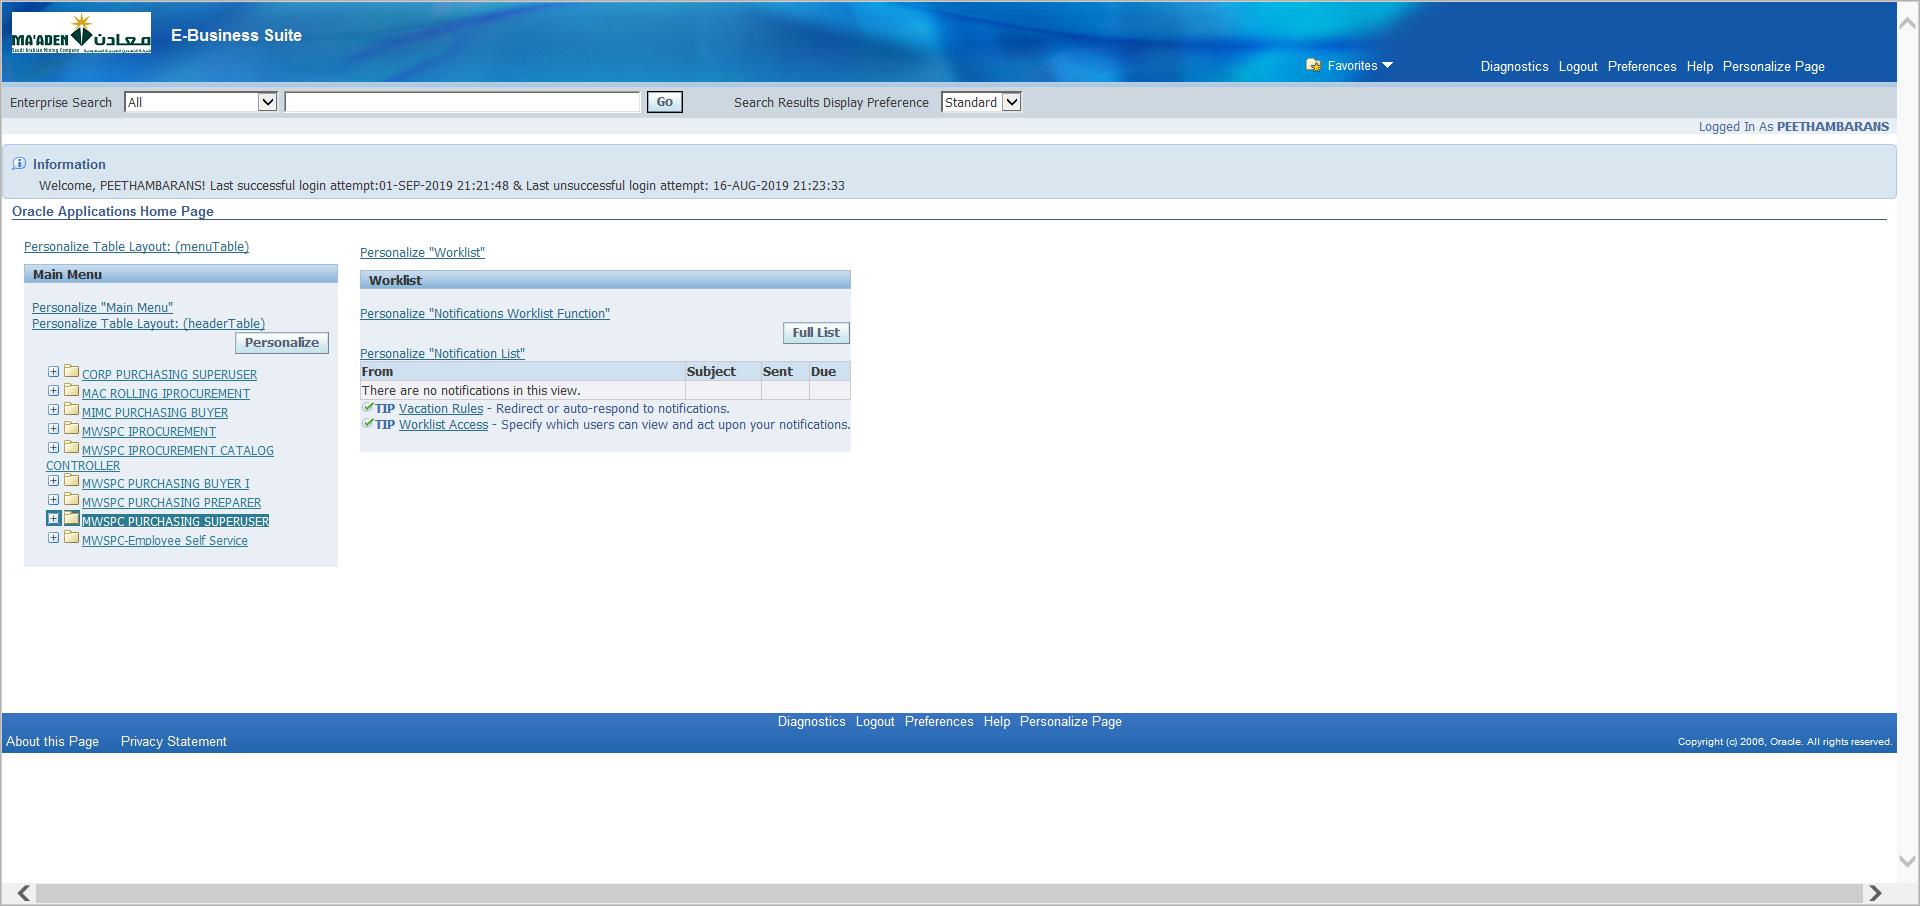 MA'ADEN معادن
Saudi Arabian Mining Company
E-Business Suite
Favorites
Diagnostics Logout Preferences Help Personalize Page
Enterprise Search All Go Search Results Display Preference Standard
Logged In As PEETHAMBARANS
Information
Welcome, PEETHAMBARANS! Last successful login attempt:01-SEP-2019 21:21:48 & Last unsuccessful login attempt: 16-AUG-2019 21:23:33
Oracle Applications Home Page
Personalize Table Layout: (menuTable)
Main Menu
Personalize "Main Menu"
Personalize Table Layout: (headerTable)
Personalize
CORP PURCHASING SUPERUSER
MAC ROLLING IPROCUREMENT
MIMC PURCHASING BUYER
MWSPC IPROCUREMENT
MWSPC IPROCUREMENT CATALOG
CONTROLLER
MWSPC PURCHASING BUYER I
MWSPC PURCHASING PREPARER
MWSPC PURCHASING SUPERUSER
MWSPC-Employee Self Service
Personalize "Worklist"
Worklist
Personalize "Notifications Worklist Function"
Full List
Personalize "Notification List"
From Subject Sent Due
There are no notifications in this view.
TIP Vacation Rules - Redirect or auto-respond to notifications.
TIP Worklist Access - Specify which users can view and act upon your notifications.
Diagnostics Logout Preferences Help Personalize Page
About this Page Privacy Statement
Copyright (c) 2006, Oracle. All rights reserved.